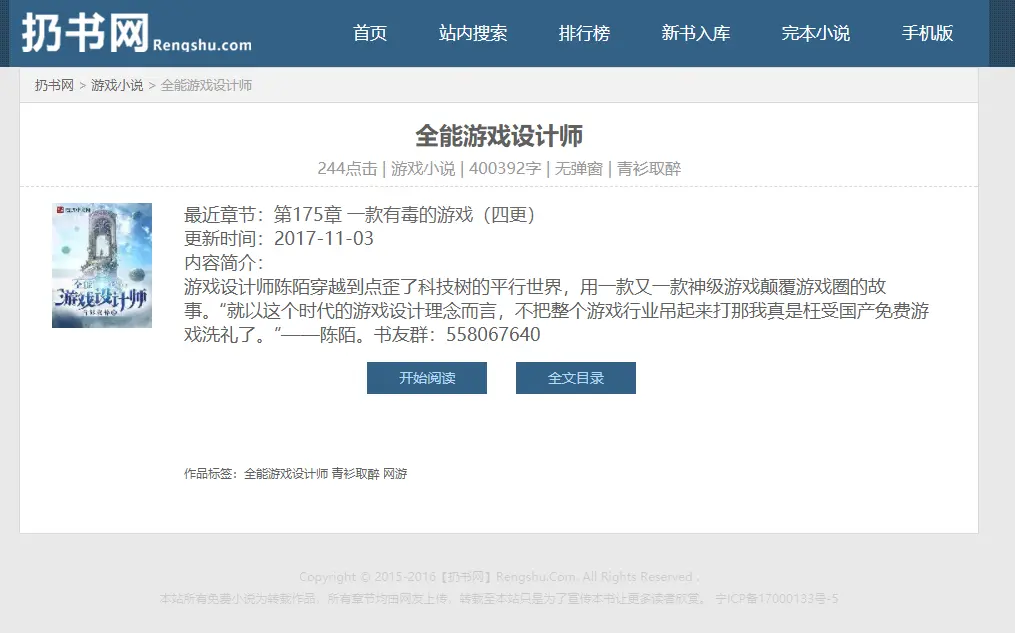 扔书网 Rengshu.com
首页 站内搜索 排行榜 新书入库 完本小说 手机版
扔书网 > 游戏小说 > 全能游戏设计师
全能游戏设计师
244点击 | 游戏小说 | 400392字 | 无弹窗 | 青衫取醉
最近章节：第175章 一款有毒的游戏（四更）
更新时间：2017-11-03
内容简介：
游戏设计师陈陌穿越到点歪了科技树的平行世界，用一款又一款神级游戏颠覆游戏圈的故
事。“就以这个时代的游戏设计理念而言，不把整个游戏行业吊起来打那我真是枉受国产免费游
戏洗礼了。“——陈陌。书友群：558067640
全能
游戏设计师
开始阅读 全文目录
作品标签：全能游戏设计师 青衫取醉 网游
Copyright © 2015-2016【扔书网】Rengshu.Com. All Rights Reserved .
本站所有免费小说为转载作品，所有章节均由网友上传，转载至本站只是为了宣传本书让更多读者欣赏。 宁ICP备17000133号-5